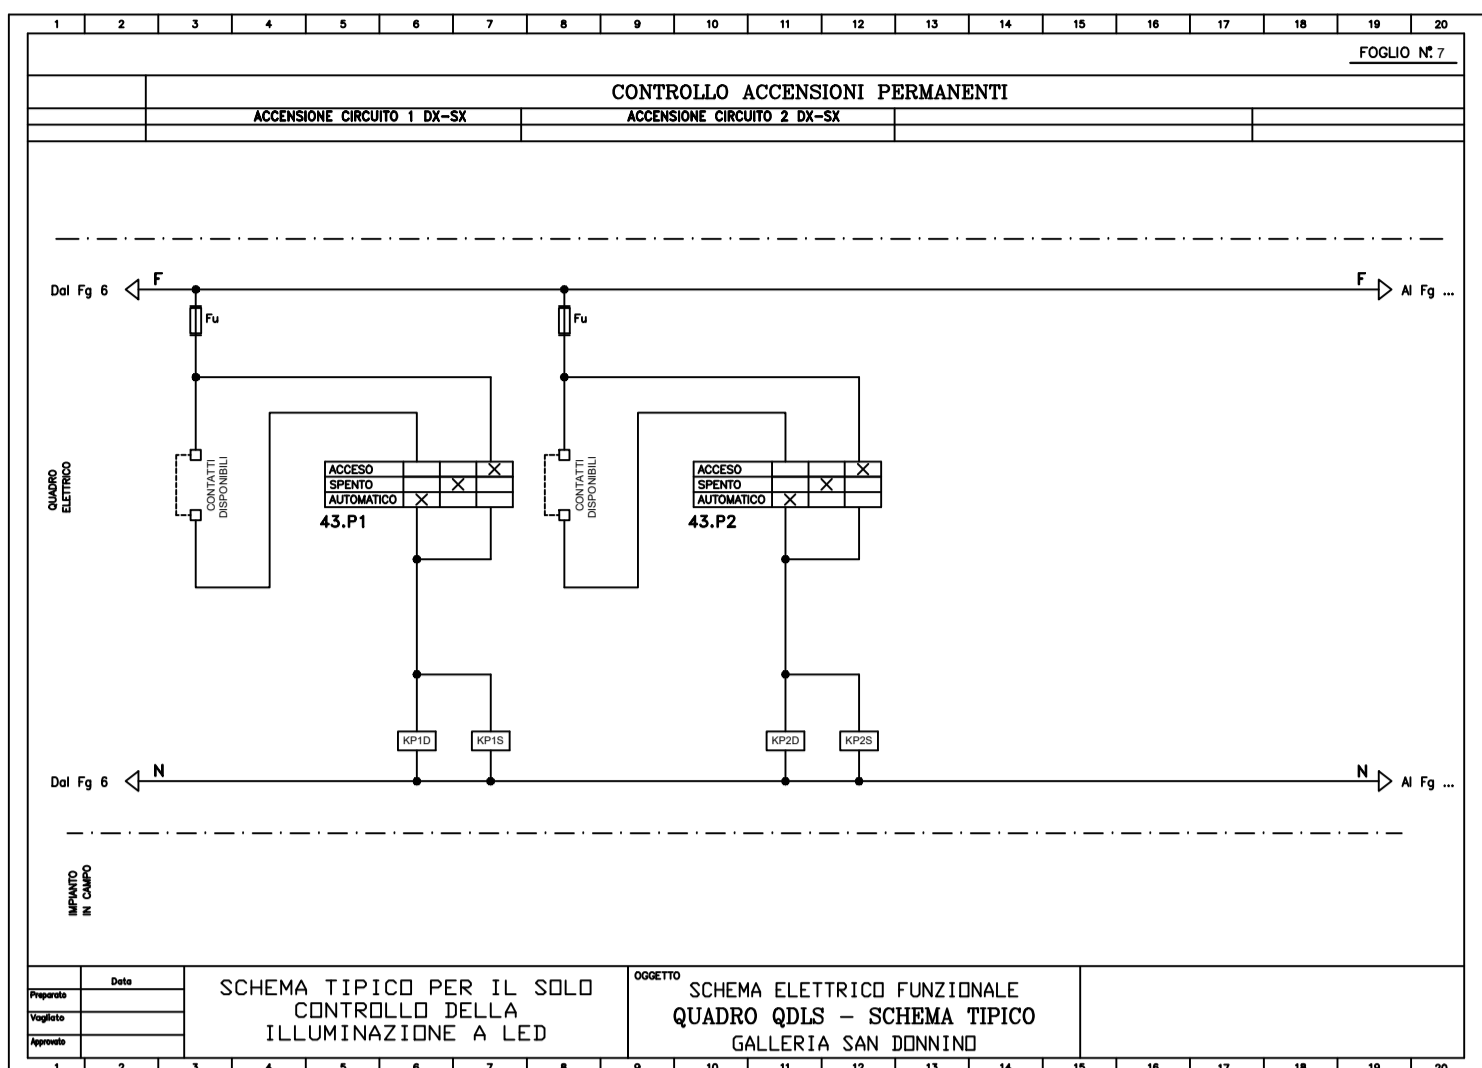 1 2 3 4 5 6 7 8 9 10 11 12 13 14 15 16 17 18 19 20
FOGLIO N° 7
CONTROLLO ACCENSIONI PERMANENTI
ACCENSIONE CIRCUITO 1 DX-SX
ACCENSIONE CIRCUITO 2 DX-SX
Dal Fg 6
F
F
Al Fg ...
Fu
Fu
QUADRO
ELETTRICO
CONTATTI
DISPONIBILI
ACCESO
SPENTO
AUTOMATICO
43.P1
CONTATTI
DISPONIBILI
ACCESO
SPENTO
AUTOMATICO
43.P2
KP1D
KP1S
KP2D
KP2S
Dal Fg 6
N
N
Al Fg ...
IMPIANTO
IN CAMPO
Data
Preparato
Vagliato
Approvato
SCHEMA TIPICO PER IL SOLO
CONTROLLO DELLA
ILLUMINAZIONE A LED
OGGETTO
SCHEMA ELETTRICO FUNZIONALE
QUADRO QDLS – SCHEMA TIPICO
GALLERIA SAN DONNINO
1 2 3 4 5 6 7 8 9 10 11 12 13 14 15 16 17 18 19 20